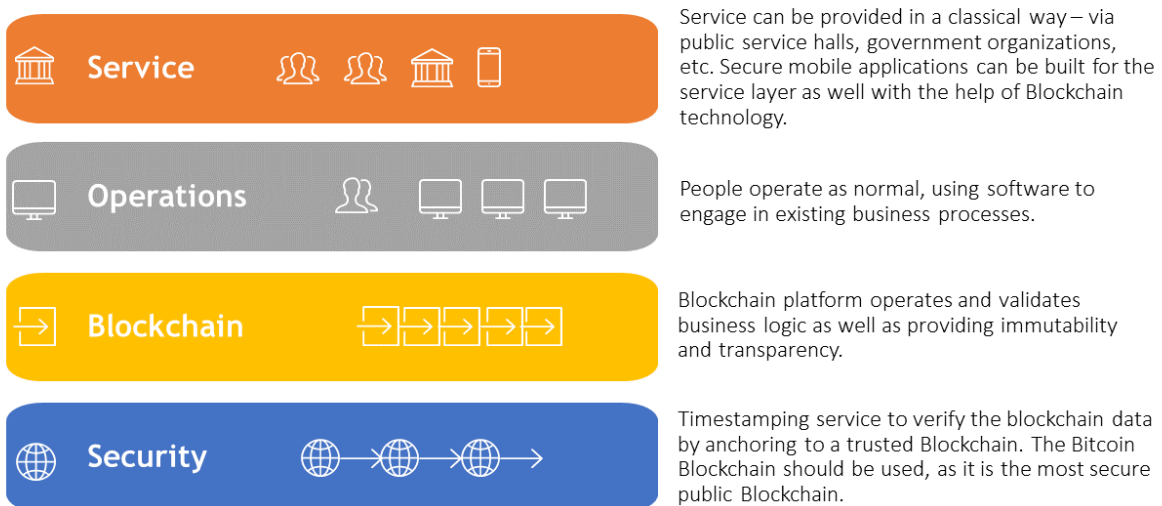 Service
Service can be provided in a classical way – via
public service halls, government organizations,
etc. Secure mobile applications can be built for the
service layer as well with the help of Blockchain
technology.
Operations
People operate as normal, using software to
engage in existing business processes.
Blockchain
Blockchain platform operates and validates
business logic as well as providing immutability
and transparency.
Security
Timestamping service to verify the blockchain data
by anchoring to a trusted Blockchain. The Bitcoin
Blockchain should be used, as it is the most secure
public Blockchain.